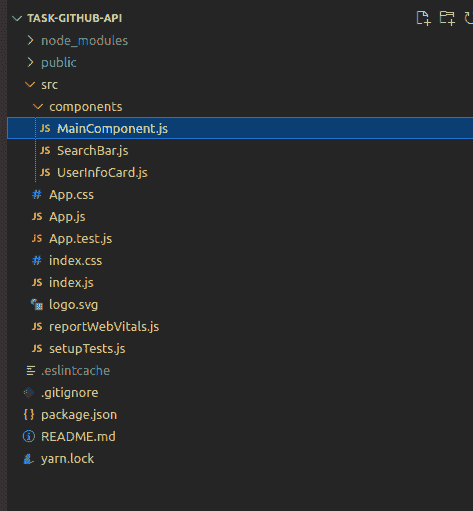 TASK-GITHUB-API
node_modules
public
src
components
JS MainComponent.js
JS SearchBar.js
JS UserInfoCard.js
# App.css
JS App.js
JS App.test.js
# index.css
JS index.js
logo.svg
JS reportWebVitals.js
JS setupTests.js
.eslintcache
.gitignore
{} package.json
README.md
yarn.lock